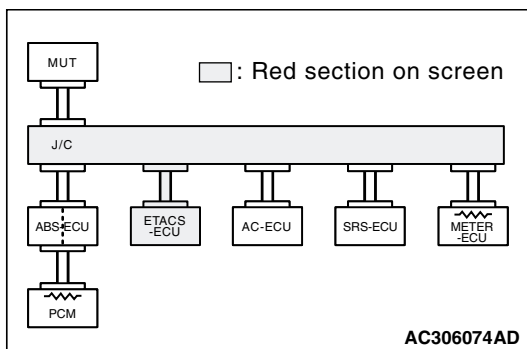 MUT
: Red section on screen
J/C
ABS-ECU
ETACS
-ECU
AC-ECU
SRS-ECU
METER
-ECU
PCM
AC306074AD